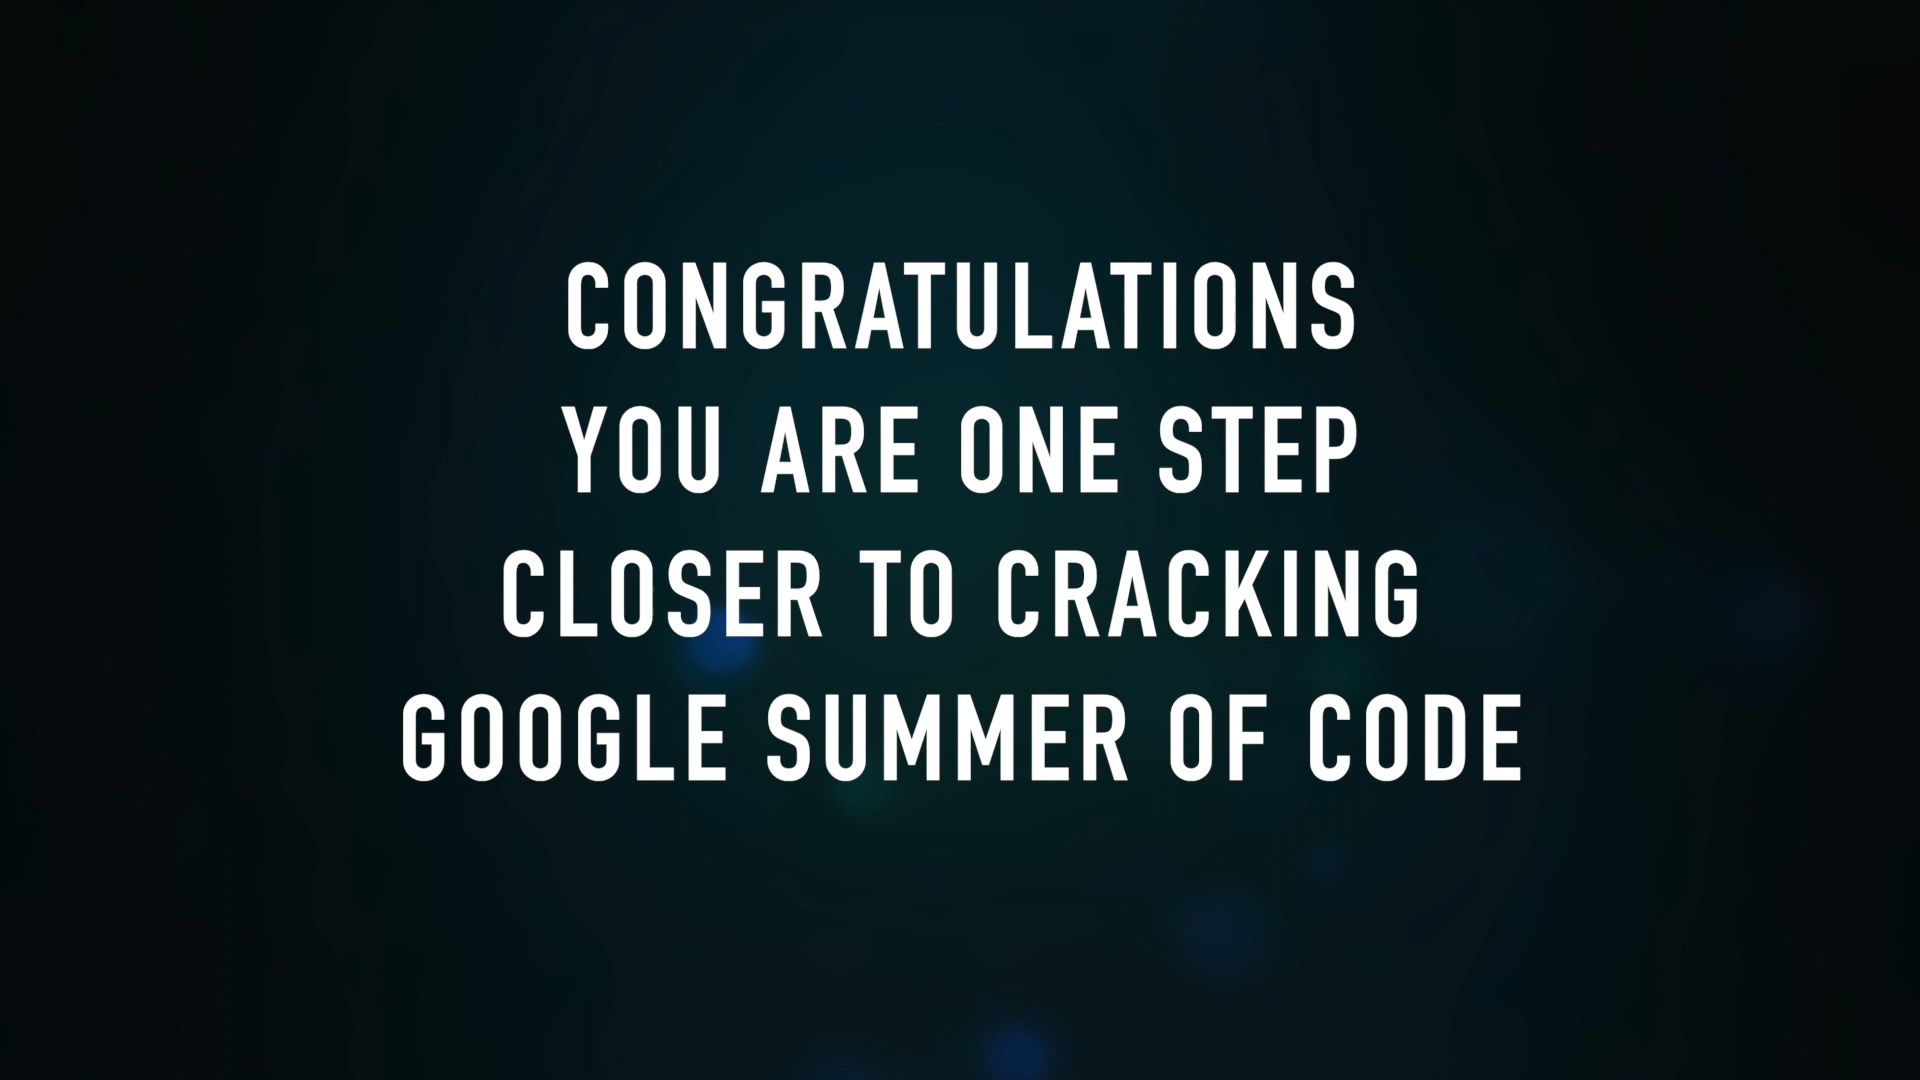 CONGRATULATIONS
YOU ARE ONE STEP
CLOSER TO CRACKING
GOOGLE SUMMER OF CODE